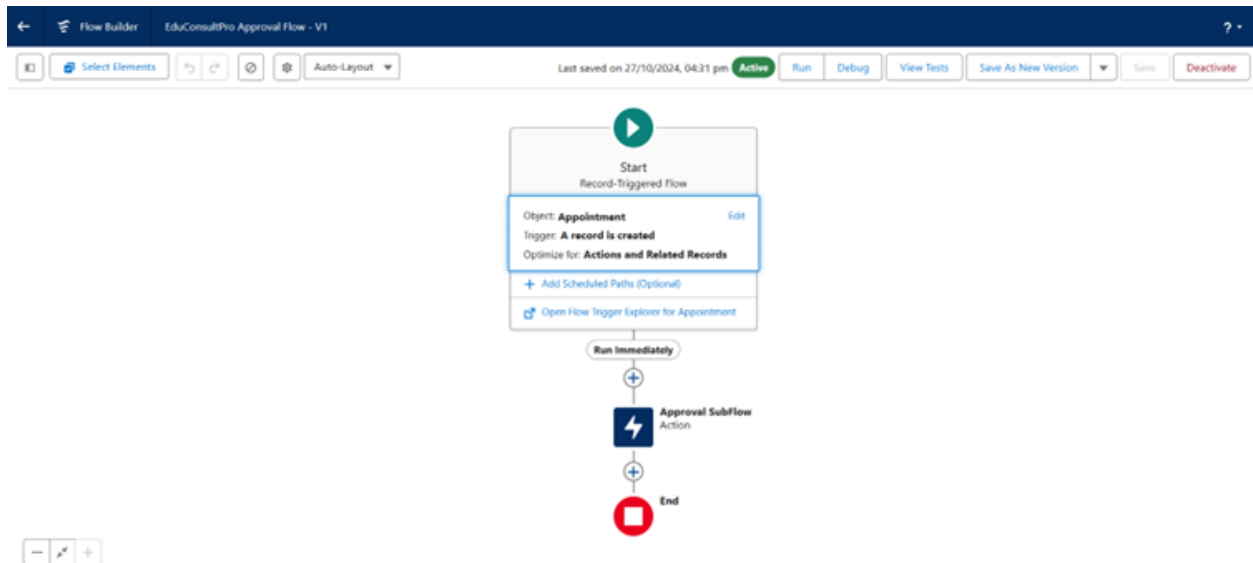 Flow Builder EduConsultPro Approval Flow - V1 ?
Select Elements Auto-Layout Last saved on 27/10/2024, 04:31 pm Active Run Debug View Tests Save As New Version Save Deactivate
Start
Record-Triggered Flow
Object: Appointment Edit
Trigger: A record is created
Optimize for: Actions and Related Records
+ Add Scheduled Paths (Optional)
Open Flow Trigger Explorer for Appointment
Run Immediately
Approval SubFlow
Action
End